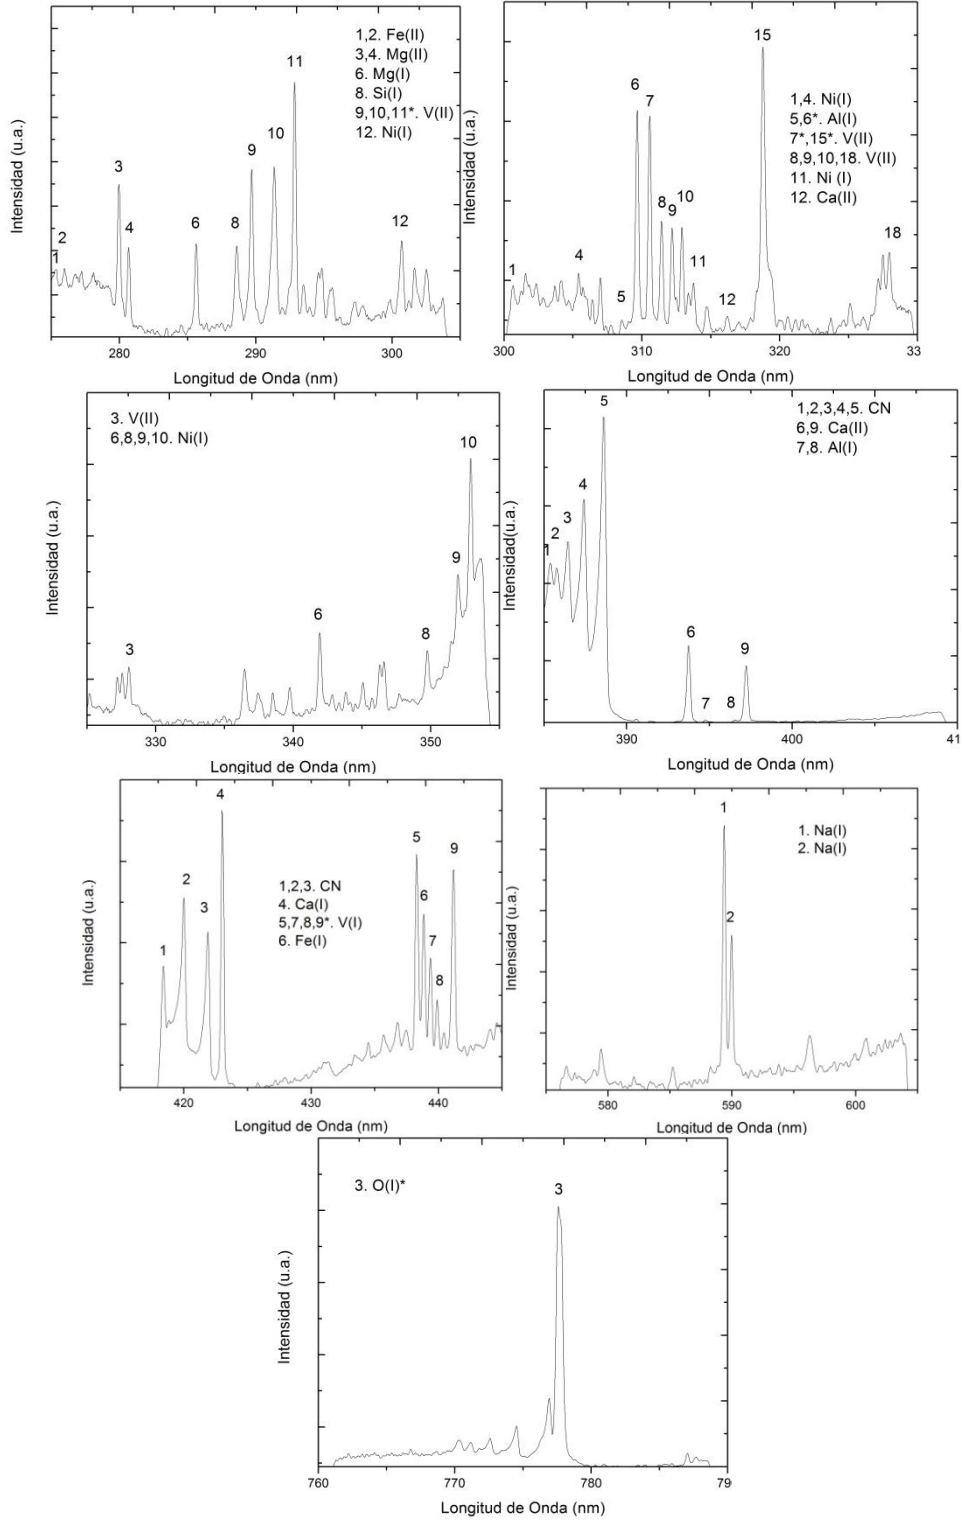 1,2. Fe(II)
3,4. Mg(II)
6. Mg(I)
8. Si(I)
9,10,11*. V(II)
12. Ni(I)
1
2
3
4
6
8
9
10
11
12
Intensidad (u.a.)
280
290
300
Longitud de Onda (nm)
1,4. Ni(I)
5,6*. Al(I)
7*,15*. V(II)
8,9,10,18. V(II)
11. Ni (I)
12. Ca(II)
1
4
5
6
7
8
9
10
11
12
15
18
Intensidad (u.a.)
300
310
320
33
Longitud de Onda (nm)
3. V(II)
6,8,9,10. Ni(I)
3
6
8
9
10
Intensidad (u.a.)
330
340
350
Longitud de Onda (nm)
1,2,3,4,5. CN
6,9. Ca(II)
7,8. Al(I)
1
2
3
4
5
6
7
8
9
Intensidad(u.a.)
390
400
41
Longitud de Onda (nm)
1,2,3. CN
4. Ca(I)
5,7,8,9*. V(I)
6. Fe(I)
1
2
3
4
5
6
7
8
9
Intensidad (u.a.)
420
430
440
Longitud de Onda (nm)
1. Na(I)
2. Na(I)
1
2
Intensidad (u.a.)
580
590
600
Longitud de Onda (nm)
3. O(I)*
3
Intensidad (u.a.)
760
770
780
79
Longitud de Onda (nm)